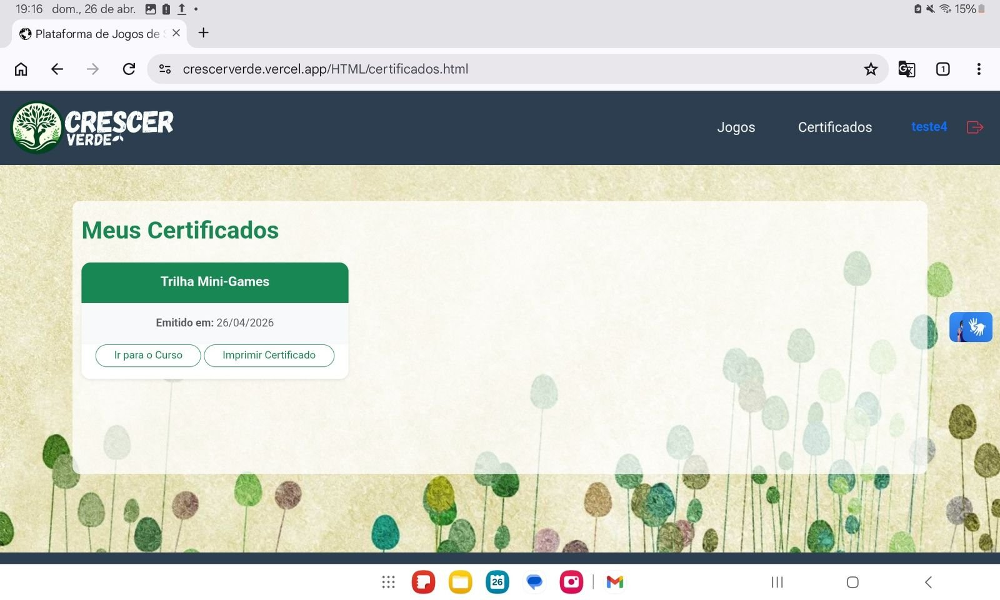 19:16 dom., 26 de abr.
15%
Plataforma de Jogos de
crescerverde.vercel.app/HTML/certificados.html
1
CRESCER
VERDE
Jogos
Certificados
teste4
Meus Certificados
Trilha Mini-Games
Emitido em: 26/04/2026
Ir para o Curso
Imprimir Certificado
26